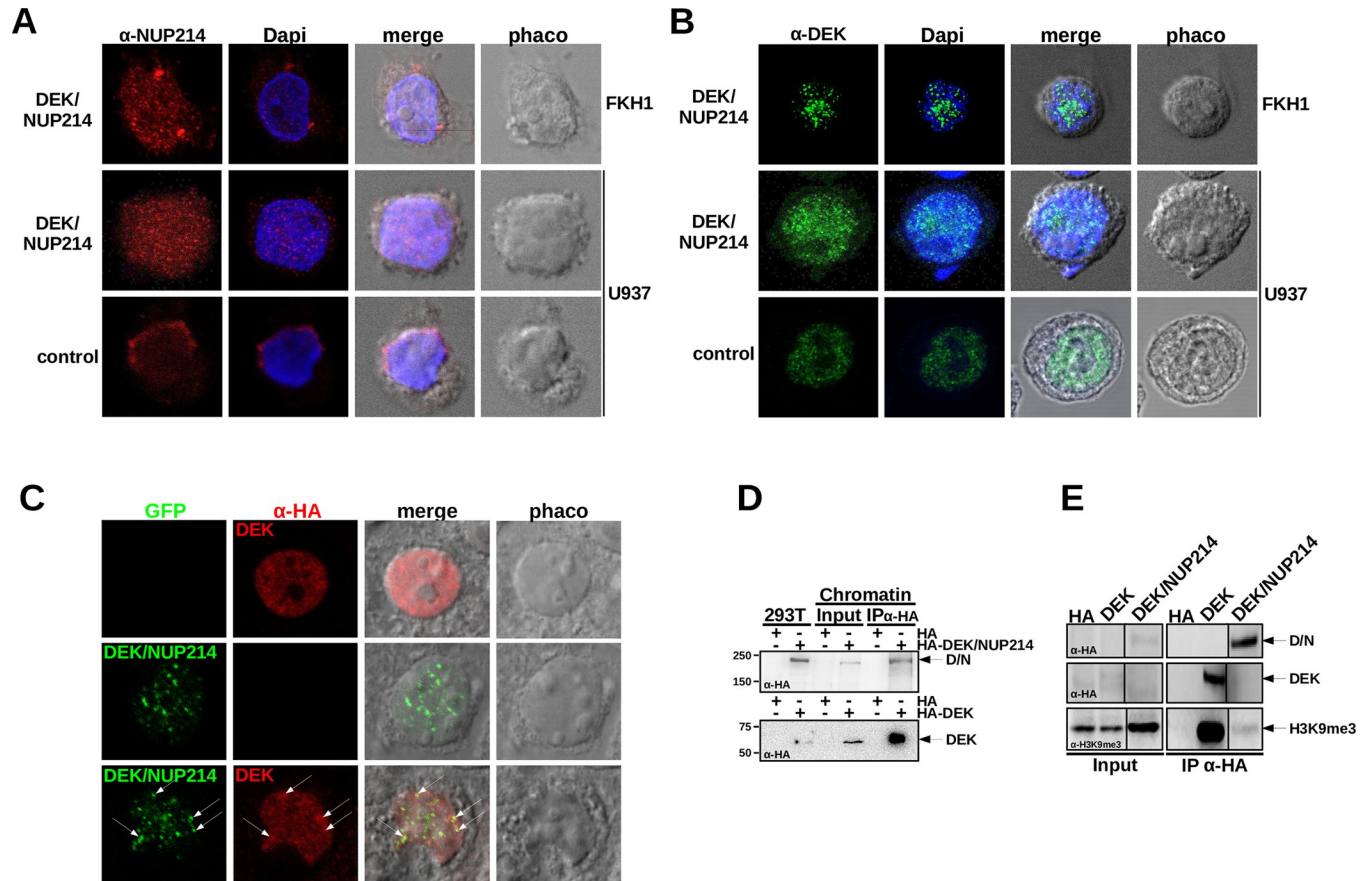 A
α-NUP214 Dapi merge phaco
DEK/
NUP214
FKH1
DEK/
NUP214
U937
control
B
α-DEK Dapi merge phaco
DEK/
NUP214
FKH1
DEK/
NUP214
U937
control
C
GFP α-HA merge phaco
DEK
DEK/NUP214
DEK/NUP214 DEK
D
Chromatin
293T Input IPα-HA
+ - + - + - HA
- + - + - + HA-DEK/NUP214
250
D/N
150
α-HA
+ - + - + - HA
- + - + - + HA-DEK
75
DEK
50
α-HA
E
HA DEK DEK/NUP214 HA DEK DEK/NUP214
D/N
α-HA
DEK
α-HA
H3K9me3
α-H3K9me3
Input IP α-HA